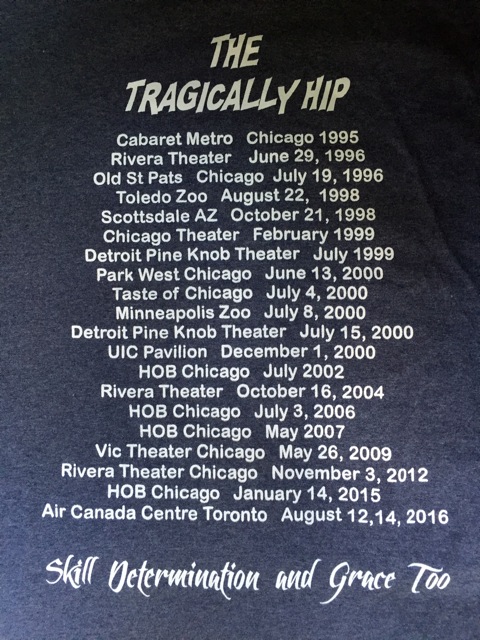 THE
TRAGICALLY HIP
Cabaret Metro Chicago 1995
Rivera Theater June 29, 1996
Old St Pats Chicago July 19, 1996
Toledo Zoo August 22, 1998
Scottsdale AZ October 21, 1998
Chicago Theater February 1999
Detroit Pine Knob Theater July 1999
Park West Chicago June 13, 2000
Taste of Chicago July 4, 2000
Minneapolis Zoo July 8, 2000
Detroit Pine Knob Theater July 15, 2000
UIC Pavilion December 1, 2000
HOB Chicago July 2002
Rivera Theater October 16, 2004
HOB Chicago July 3, 2006
HOB Chicago May 2007
Vic Theater Chicago May 26, 2009
Rivera Theater Chicago November 3, 2012
HOB Chicago January 14, 2015
Air Canada Centre Toronto August 12,14, 2016
Skill Determination and Grace Too